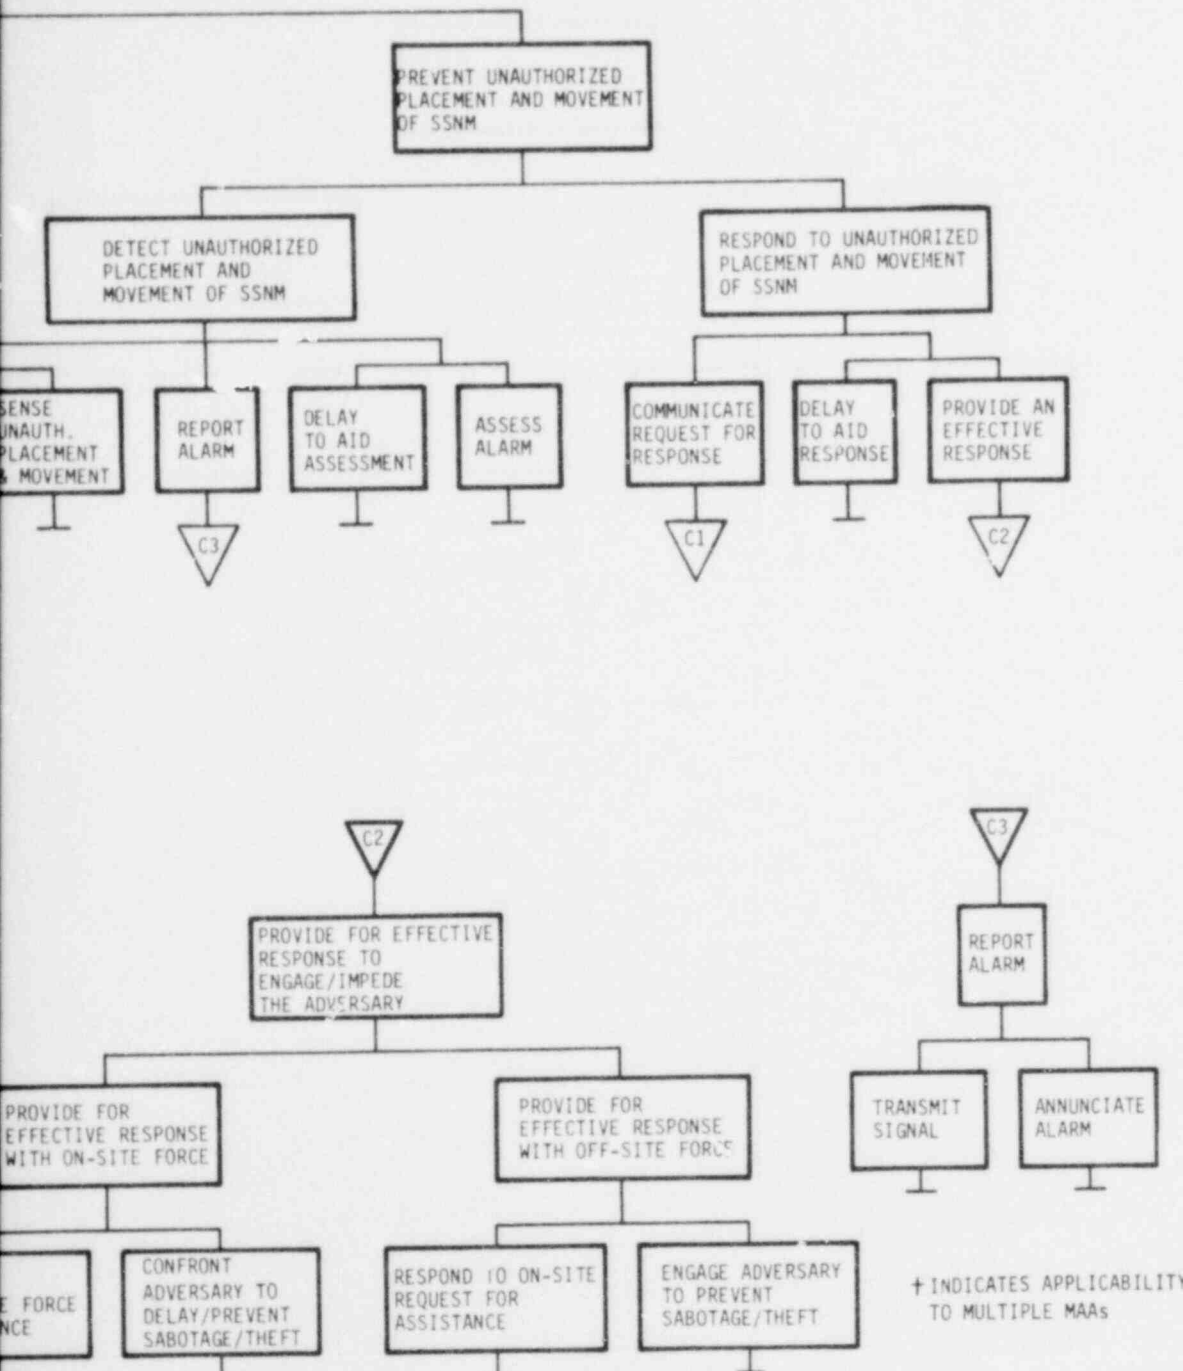 PREVENT UNAUTHORIZED
PLACEMENT AND MOVEMENT
OF SSNM
DETECT UNAUTHORIZED
PLACEMENT AND
MOVEMENT OF SSNM
RESPOND TO UNAUTHORIZED
PLACEMENT AND MOVEMENT
OF SSNM
SENSE
UNAUTH.
PLACEMENT
& MOVEMENT
REPORT
ALARM
DELAY
TO AID
ASSESSMENT
ASSESS
ALARM
COMMUNICATE
REQUEST FOR
RESPONSE
DELAY
TO AID
RESPONSE
PROVIDE AN
EFFECTIVE
RESPONSE
C3
C1
C2
C2
C3
PROVIDE FOR EFFECTIVE
RESPONSE TO
ENGAGE/IMPEDE
THE ADVERSARY
REPORT
ALARM
PROVIDE FOR
EFFECTIVE RESPONSE
WITH ON-SITE FORCE
PROVIDE FOR
EFFECTIVE RESPONSE
WITH OFF-SITE FORCE
TRANSMIT
SIGNAL
ANNUNCIATE
ALARM
E FORCE
NCE
CONFRONT
ADVERSARY TO
DELAY/PREVENT
SABOTAGE/THEFT
RESPOND TO ON-SITE
REQUEST FOR
ASSISTANCE
ENGAGE ADVERSARY
TO PREVENT
SABOTAGE/THEFT
† INDICATES APPLICABILITY
TO MULTIPLE MAAs